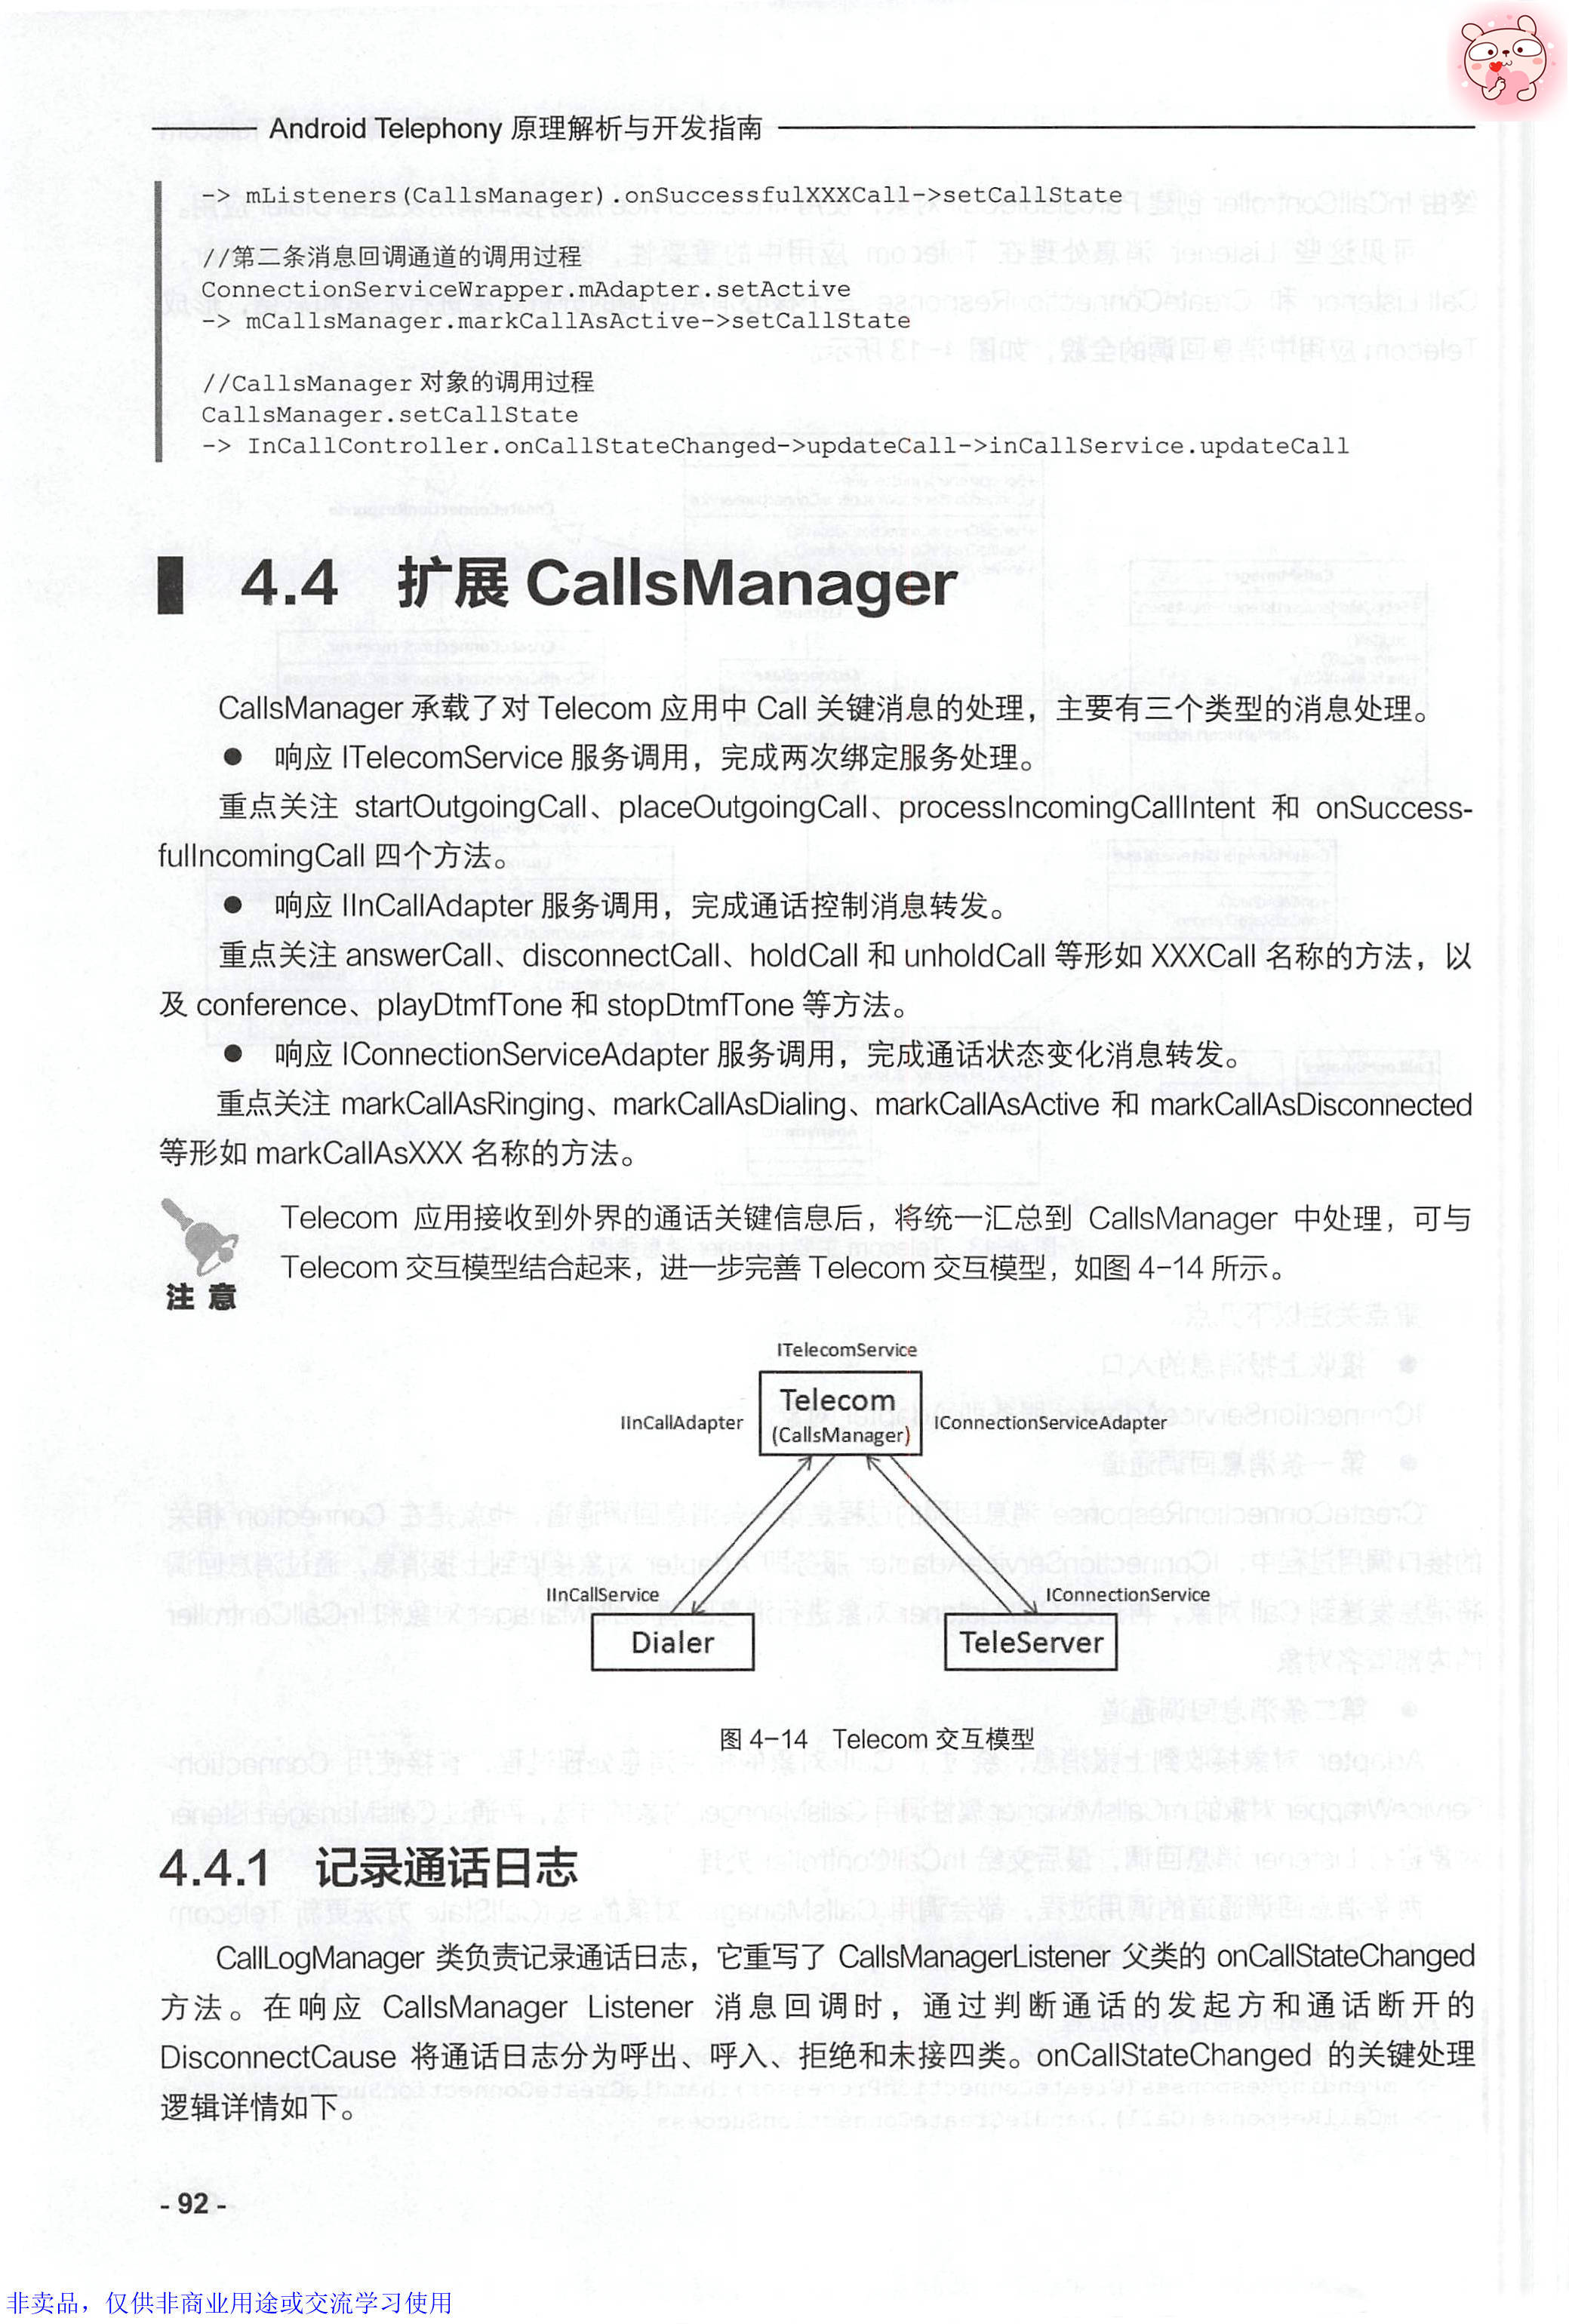 Android Telephony 原理解析与开发指南
-> mListeners(CallsManager).onSuccessfulXXXCall->setCallState
//第二条消息回调通道的调用过程
ConnectionServiceWrapper.mAdapter.setActive
-> mCallsManager.markCallAsActive->setCallState
//CallsManager 对象的调用过程
CallsManager.setCallState
-> InCallController.onCallStateChanged->updateCall->inCallService.updateCall
4.4 扩展 CallsManager
CallsManager 承载了对 Telecom 应用中 Call 关键消息的处理，主要有三个类型的消息处理。
● 响应 ITelecomService 服务调用，完成两次绑定服务处理。
重点关注 startOutgoingCall、placeOutgoingCall、processIncomingCallIntent 和 onSuccess-
fulIncomingCall 四个方法。
● 响应 IInCallAdapter 服务调用，完成通话控制消息转发。
重点关注 answerCall、disconnectCall、holdCall 和 unholdCall 等形如 XXXCall 名称的方法，以
及 conference、playDtmfTone 和 stopDtmfTone 等方法。
● 响应 IConnectionServiceAdapter 服务调用，完成通话状态变化消息转发。
重点关注 markCallAsRinging、markCallAsDialing、markCallAsActive 和 markCallAsDisconnected
等形如 markCallAsXXX 名称的方法。
Telecom 应用接收到外界的通话关键信息后，将统一汇总到 CallsManager 中处理，可与
Telecom 交互模型结合起来，进一步完善 Telecom 交互模型，如图 4-14 所示。
注 意
ITelecomService
Telecom
IInCallAdapter (CallsManager) IConnectionServiceAdapter
IInCallService IConnectionService
Dialer TeleServer
图 4-14 Telecom 交互模型
4.4.1 记录通话日志
CallLogManager 类负责记录通话日志，它重写了 CallsManagerListener 父类的 onCallStateChanged
方法。在响应 CallsManager Listener 消息回调时，通过判断通话的发起方和通话断开的
DisconnectCause 将通话日志分为呼出、呼入、拒绝和未接四类。onCallStateChanged 的关键处理
逻辑详情如下。
- 92 -
非卖品，仅供非商业用途或交流学习使用